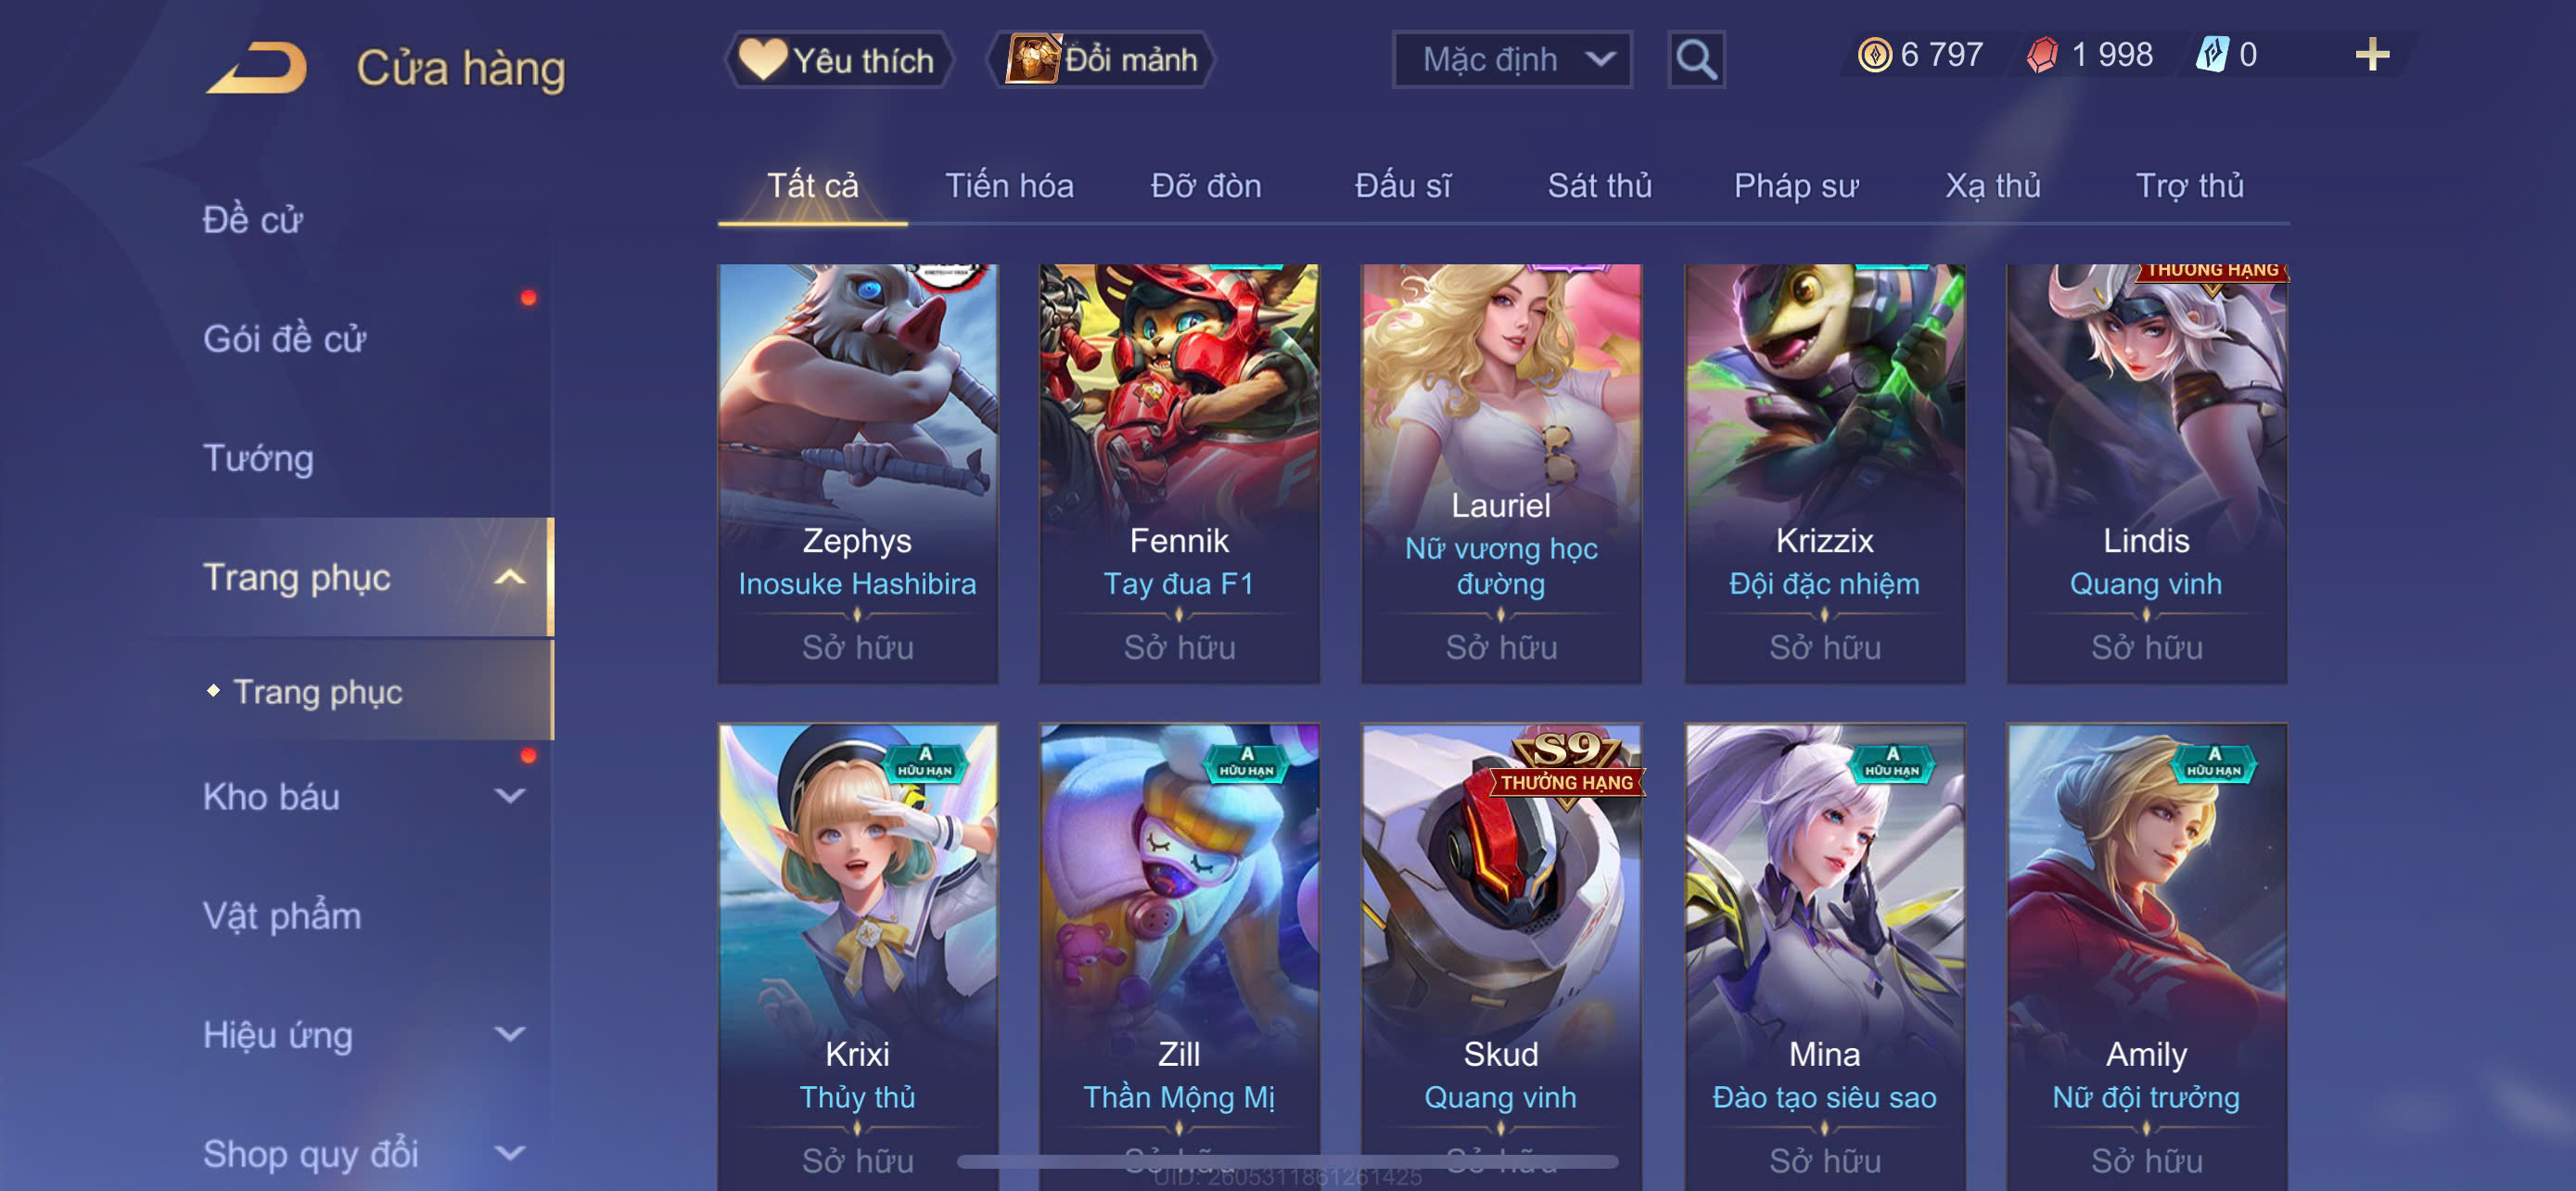 Cửa hàng
Yêu thích
Đổi mảnh
Mặc định
6 797
1 998
0
Tất cả
Tiến hóa
Đỡ đòn
Đấu sĩ
Sát thủ
Pháp sư
Xạ thủ
Trợ thủ
Đề cử
Gói đề cử
Tướng
Trang phục
Trang phục
Kho báu
Vật phẩm
Hiệu ứng
Shop quy đổi
Zephys
Inosuke Hashibira
Sở hữu
Fennik
Tay đua F1
Sở hữu
Lauriel
Nữ vương học
đường
Sở hữu
Krizzix
Đội đặc nhiệm
Sở hữu
THƯỞNG HẠNG
Lindis
Quang vinh
Sở hữu
A
HỮU HẠN
Krixi
Thủy thủ
Sở hữu
A
HỮU HẠN
Zill
Thần Mộng Mị
Sở hữu
S9
THƯỞNG HẠNG
Skud
Quang vinh
Sở hữu
A
HỮU HẠN
Mina
Đào tạo siêu sao
Sở hữu
A
HỮU HẠN
Amily
Nữ đội trưởng
Sở hữu
UID: 2605311861261425